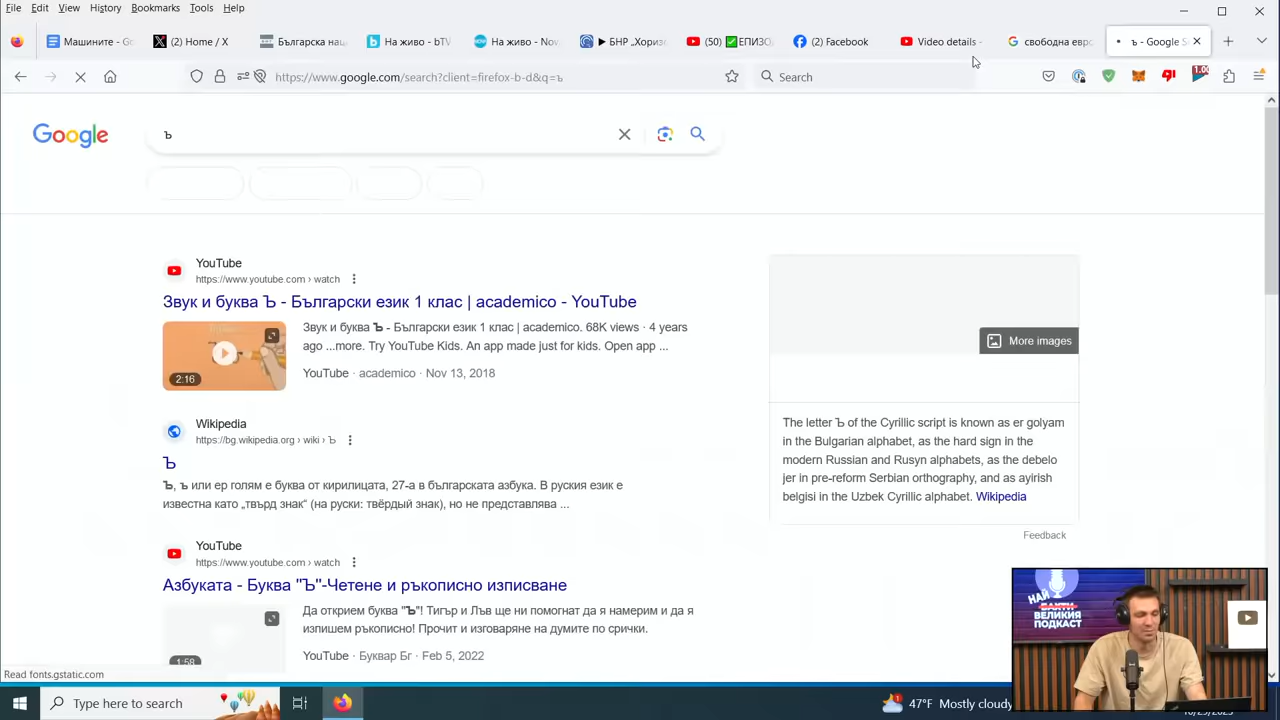 File Edit View History Bookmarks Tools Help
Машините - Go
(2) Home / X
Българска нац
На живо - bTV
На живо - Nov
▶ БНР „Хориз
(50) ✅ЕПИЗО
(2) Facebook
Video details -
свободна евро
ъ - Google S
https://www.google.com/search?client=firefox-b-d&q=ъ
Search
1.00
Google
ъ
YouTube
https://www.youtube.com › watch
Звук и буква Ъ - Български език 1 клас | academico - YouTube
Звук и буква Ъ - Български език 1 клас | academico. 68K views · 4 years
ago ...more. Try YouTube Kids. An app made just for kids. Open app ...
2:16
YouTube · academico · Nov 13, 2018
More images
The letter Ъ of the Cyrillic script is known as er golyam
in the Bulgarian alphabet, as the hard sign in the
modern Russian and Rusyn alphabets, as the debelo
jer in pre-reform Serbian orthography, and as ayirish
belgisi in the Uzbek Cyrillic alphabet. Wikipedia
Feedback
Wikipedia
https://bg.wikipedia.org › wiki › Ъ
Ъ
Ъ, ъ или ер голям е буква от кирилицата, 27-а в българската азбука. В руския език е
известна като „твърд знак“ (на руски: твёрдый знак), но не представлява ...
YouTube
https://www.youtube.com › watch
Азбуката - Буква "Ъ"-Четене и ръкописно изписване
Да открием буква "Ъ"! Тигър и Лъв ще ни помогнат да я намерим и да я
изпишем ръкописно! Прочит и изговаряне на думите по срички.
1:58
YouTube · Буквар Бг · Feb 5, 2022
НАЙ
ВЕЛИКИЯ
ПОДКАСТ
Read fonts.gstatic.com
Type here to search
1
47°F Mostly cloudy